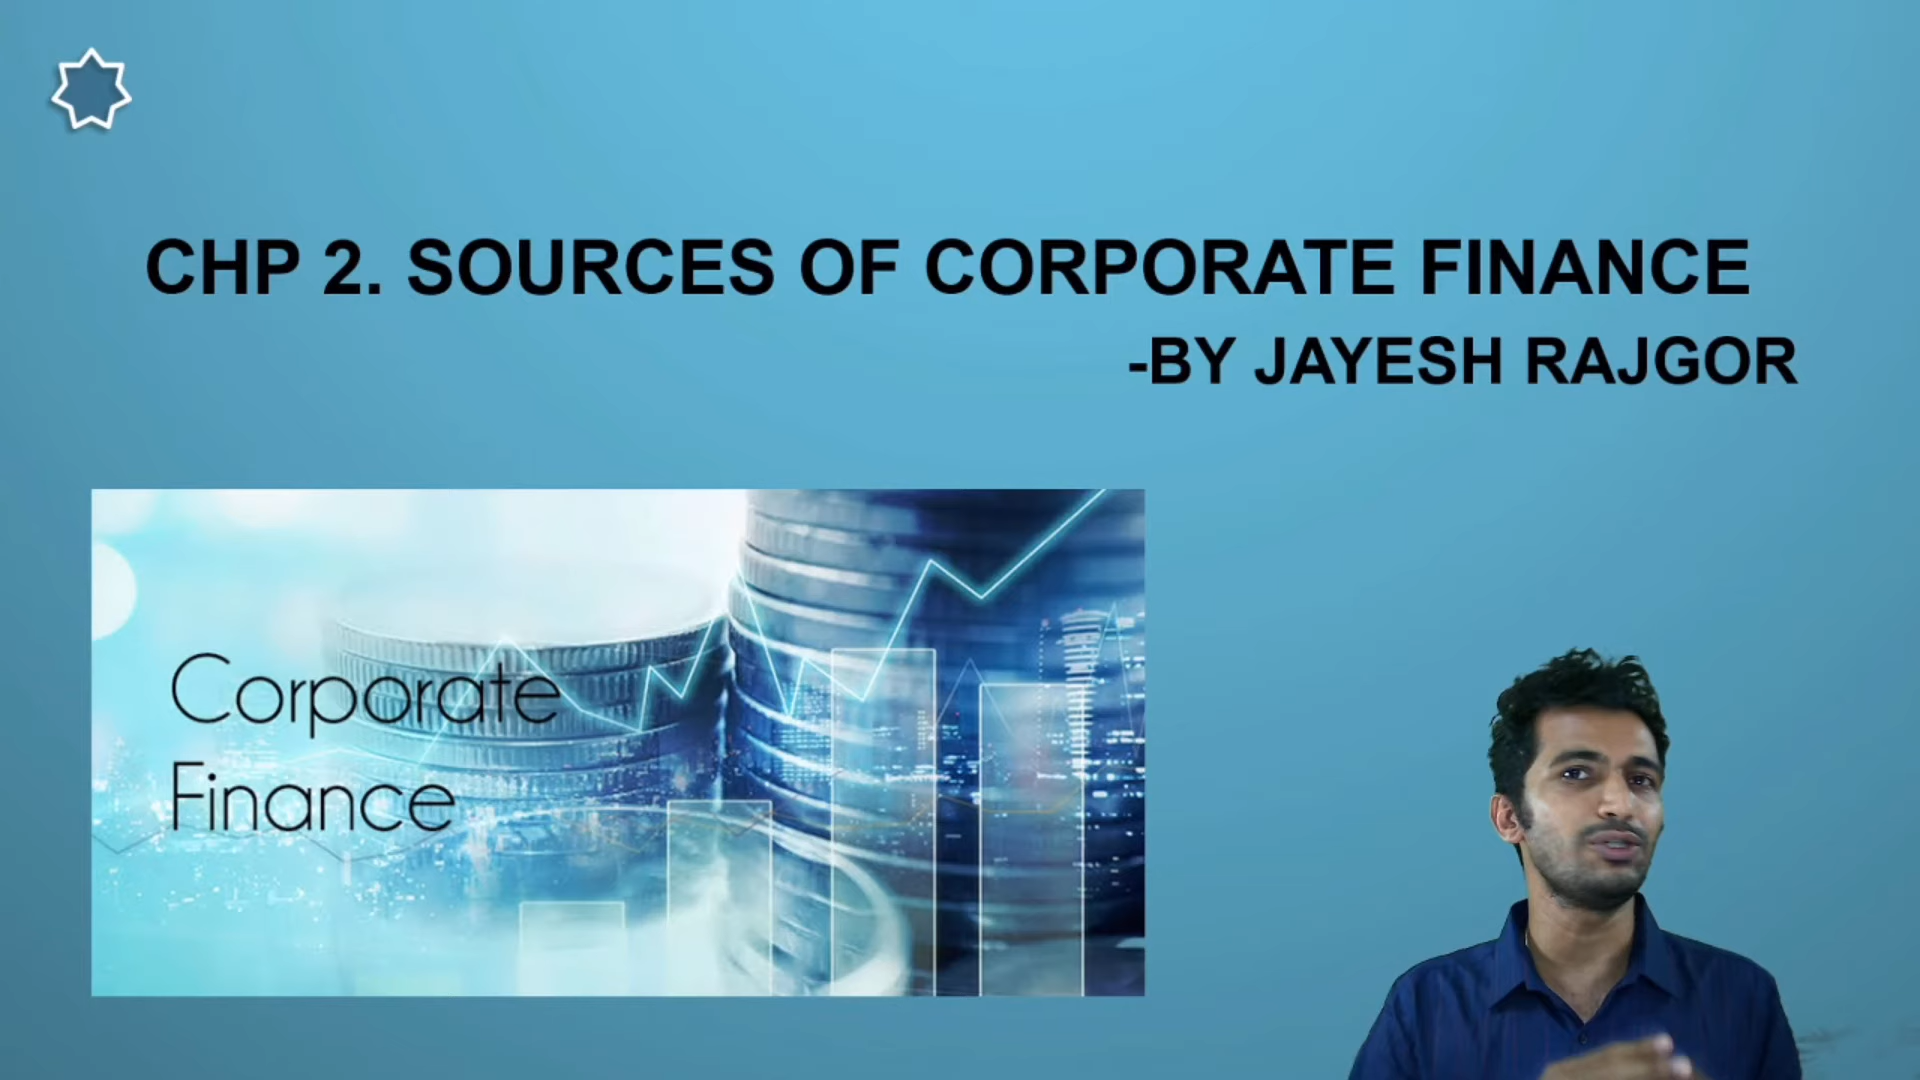 CHP 2. SOURCES OF CORPORATE FINANCE
-BY JAYESH RAJGOR
Corporate
Finance